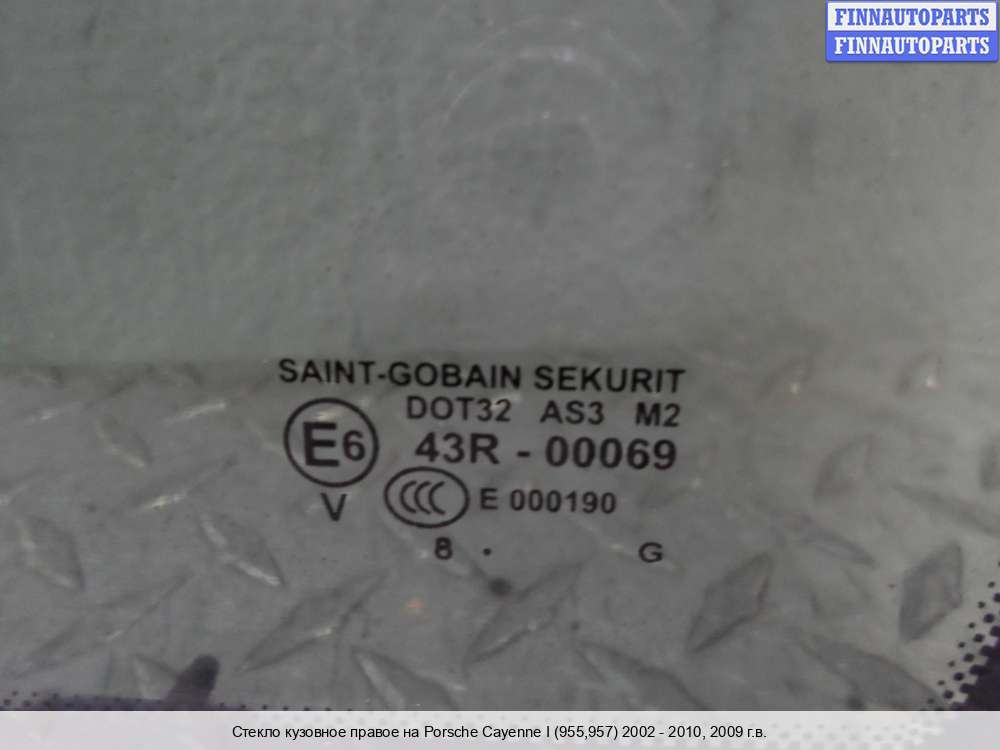 FINNAUTOPARTS
FINNAUTOPARTS
SAINT-GOBAIN SEKURIT
DOT32 AS3 M2
E6 43R - 00069
V CCC E 000190
8 . G
Стекло кузовное правое на Porsche Cayenne I (955,957) 2002 - 2010, 2009 г.в.